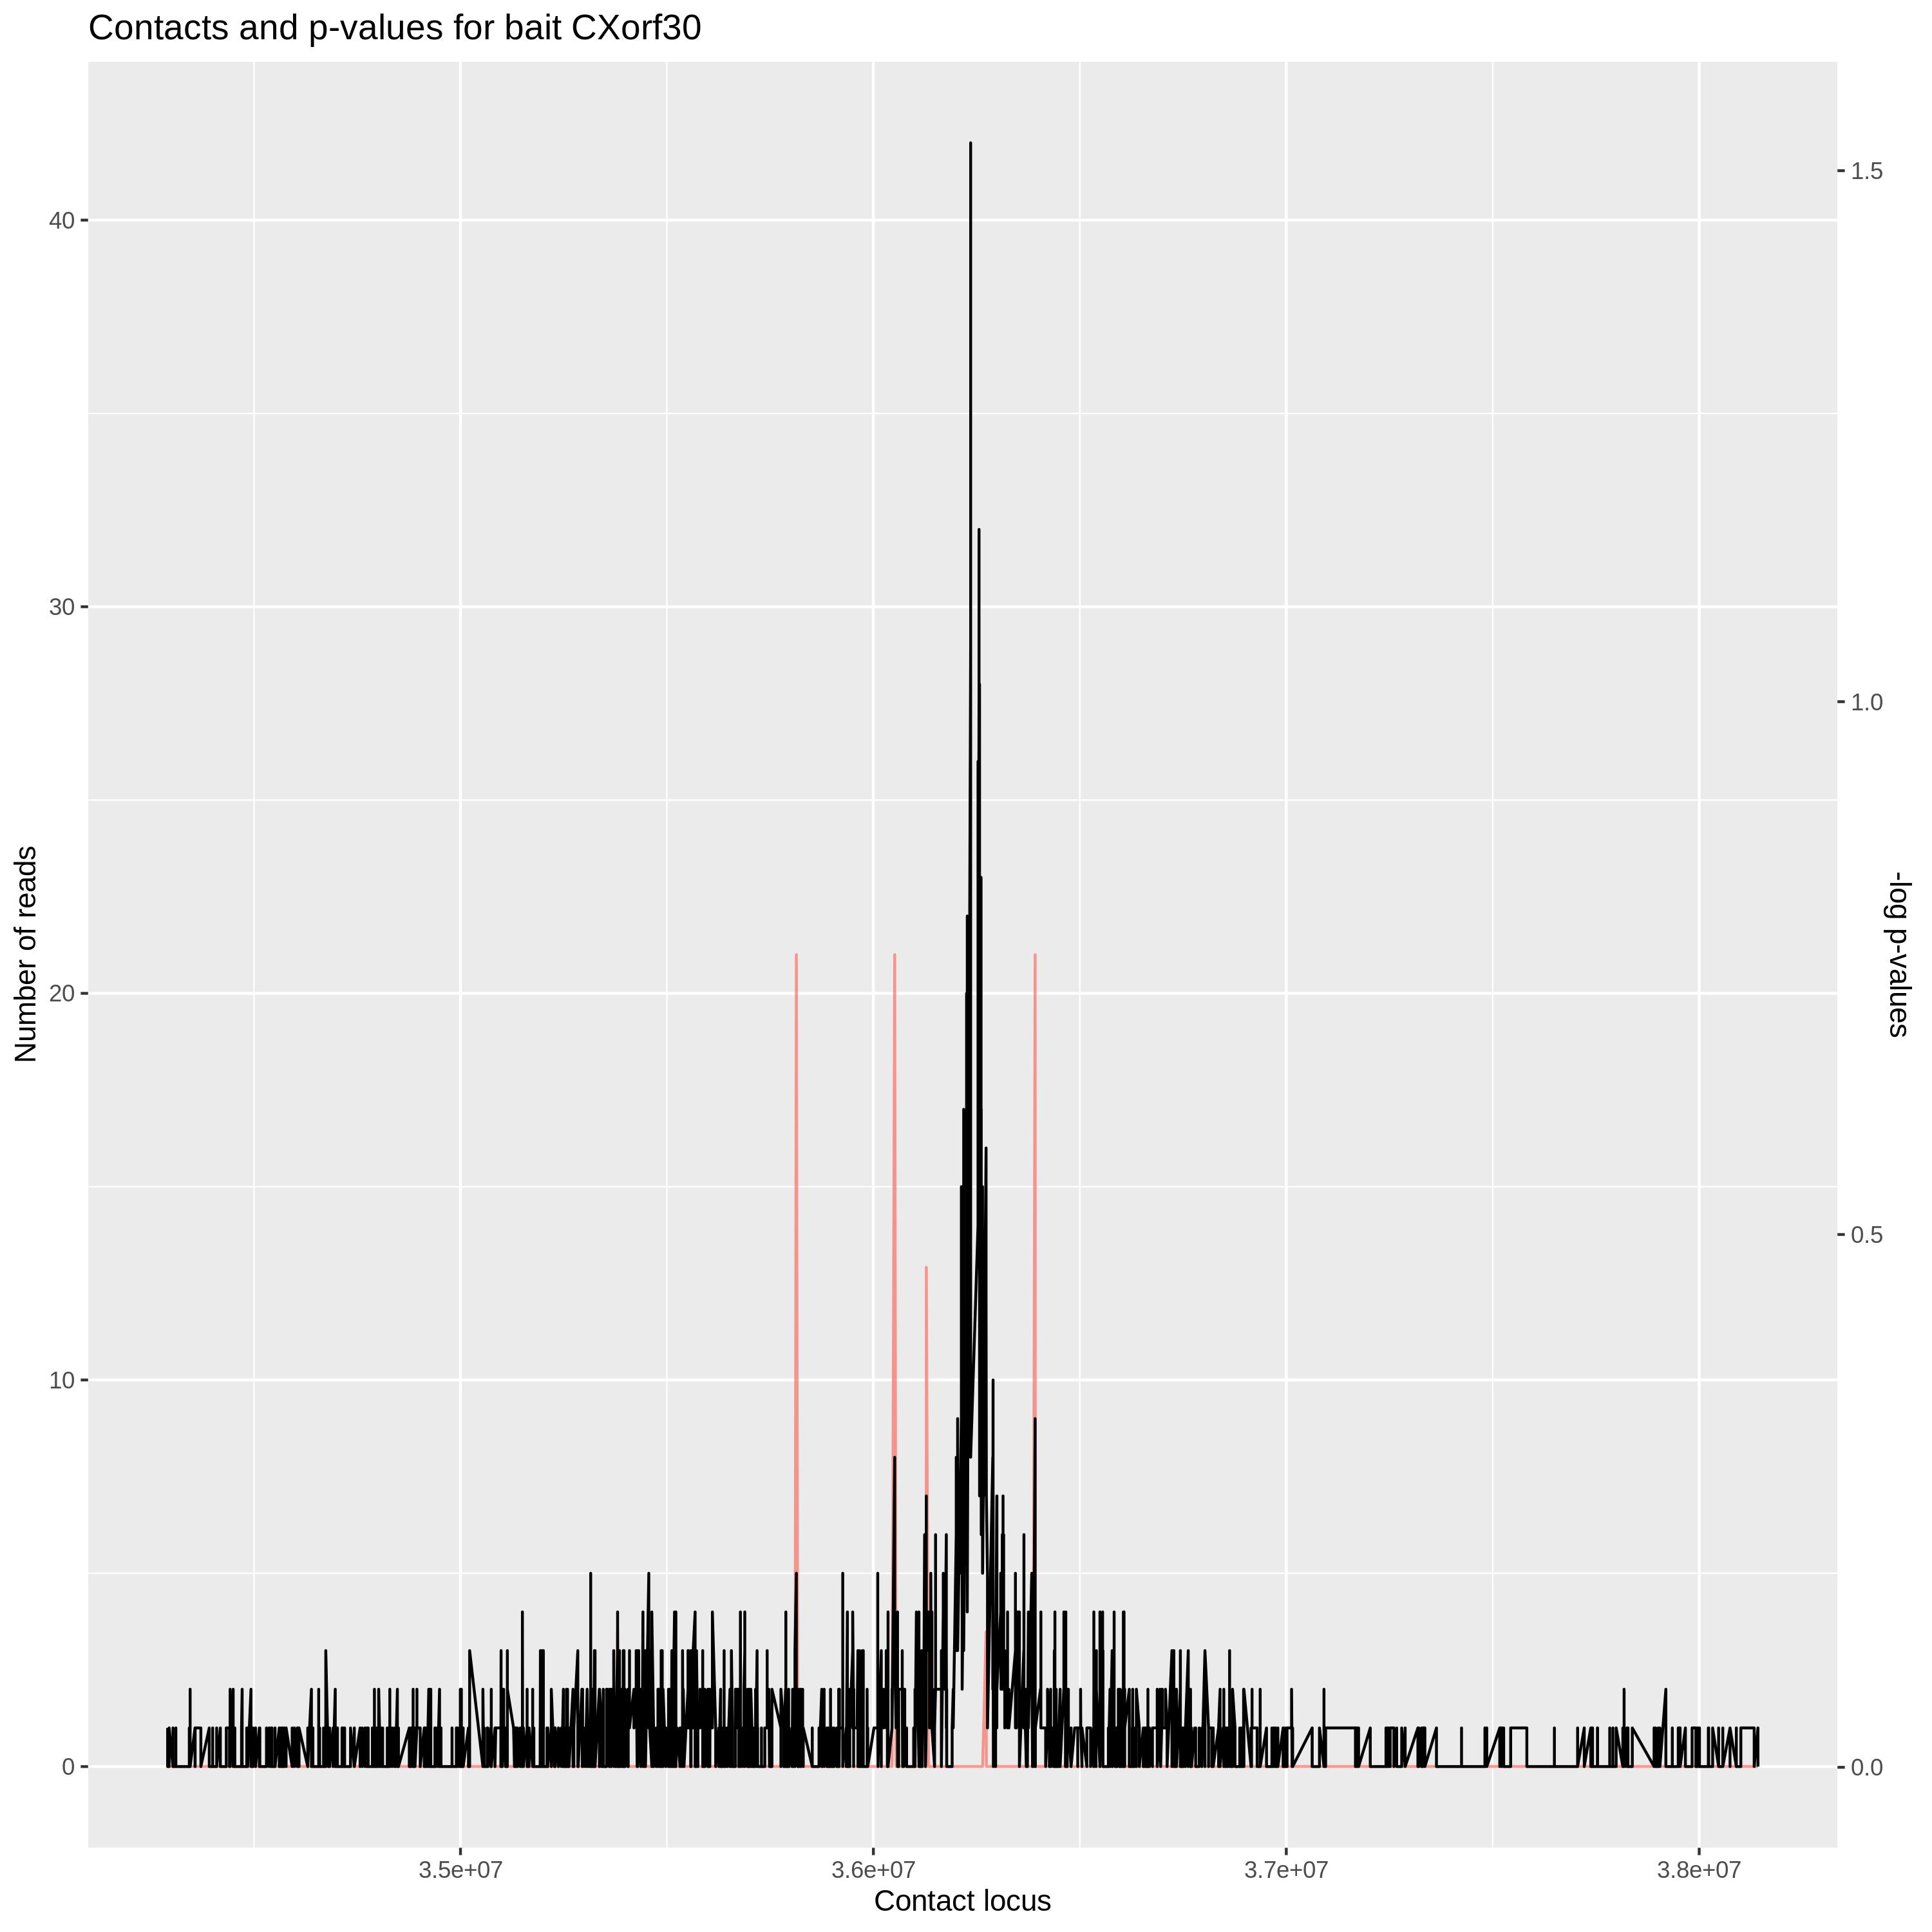 Contacts and p-values for bait CXorf30
Number of reads
40
30
20
10
0
1.5
1.0
0.5
0.0
-log p-values
3.5e+07 3.6e+07 3.7e+07 3.8e+07
Contact locus